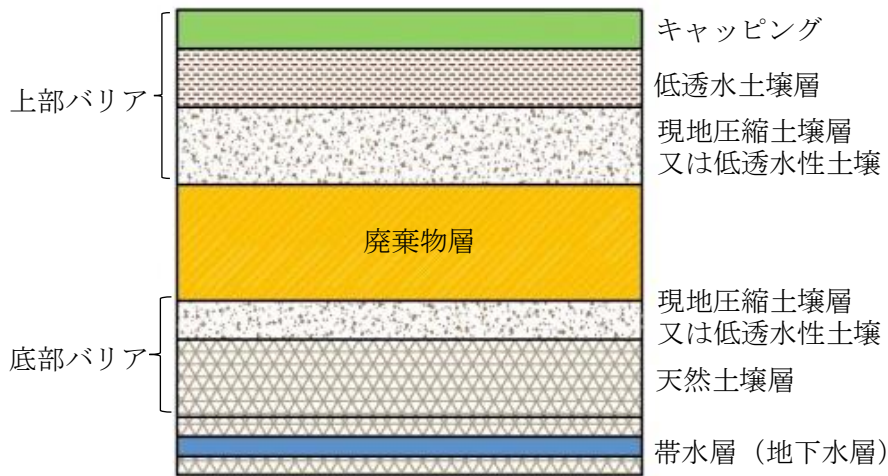 キャッピング
上部バリア
低透水土壌層
現地圧縮土壌層
又は低透水性土壌
廃棄物層
現地圧縮土壌層
又は低透水性土壌
底部バリア
天然土壌層
帯水層（地下水層）